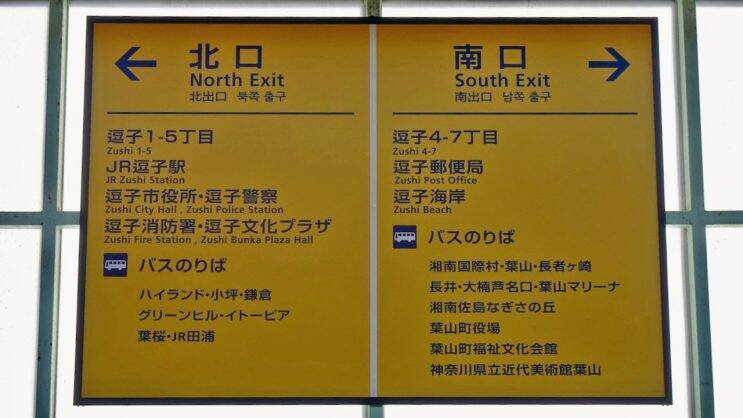 ← 北口
North Exit
北出口 북쪽 출구
逗子1-5丁目
Zushi 1-5
JR逗子駅
JR Zushi Station
逗子市役所・逗子警察
Zushi City Hall , Zushi Police Station
逗子消防署・逗子文化プラザ
Zushi Fire Station , Zushi Bunka Plaza Hall
バスのりば
ハイランド・小坪・鎌倉
グリーンヒル・イトーピア
葉桜・JR田浦
南口 →
South Exit
南出口 남쪽 출구
逗子4-7丁目
Zushi 4-7
逗子郵便局
Zushi Post Office
逗子海岸
Zushi Beach
バスのりば
湘南国際村・葉山・長者ヶ崎
長井・大楠芦名口・葉山マリーナ
湘南佐島なぎさの丘
葉山町役場
葉山町福祉文化会館
神奈川県立近代美術館葉山